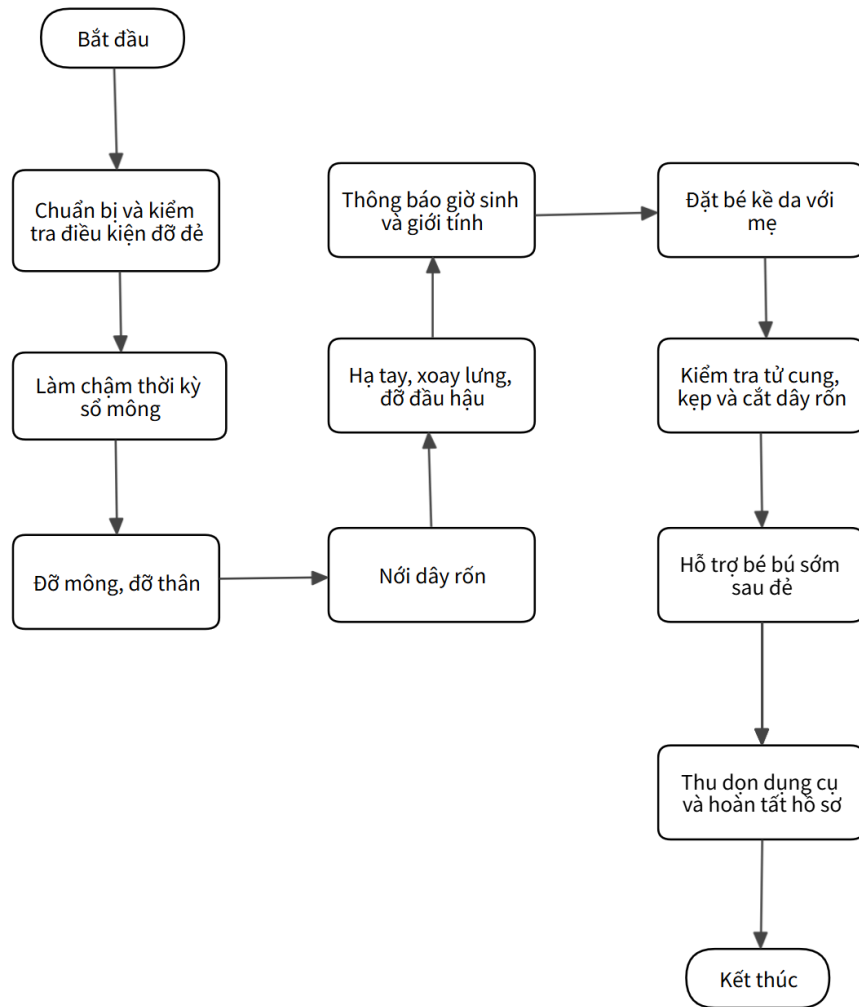 Bắt đầu
Chuẩn bị và kiểm
tra điều kiện đỡ đẻ
Làm chậm thời kỳ
sổ mông
Đỡ mông, đỡ thân
Nới dây rốn
Hạ tay, xoay lưng,
đỡ đầu hậu
Thông báo giờ sinh
và giới tính
Đặt bé kề da với
mẹ
Kiểm tra tử cung,
kẹp và cắt dây rốn
Hỗ trợ bé bú sớm
sau đẻ
Thu dọn dụng cụ
và hoàn tất hồ sơ
Kết thúc